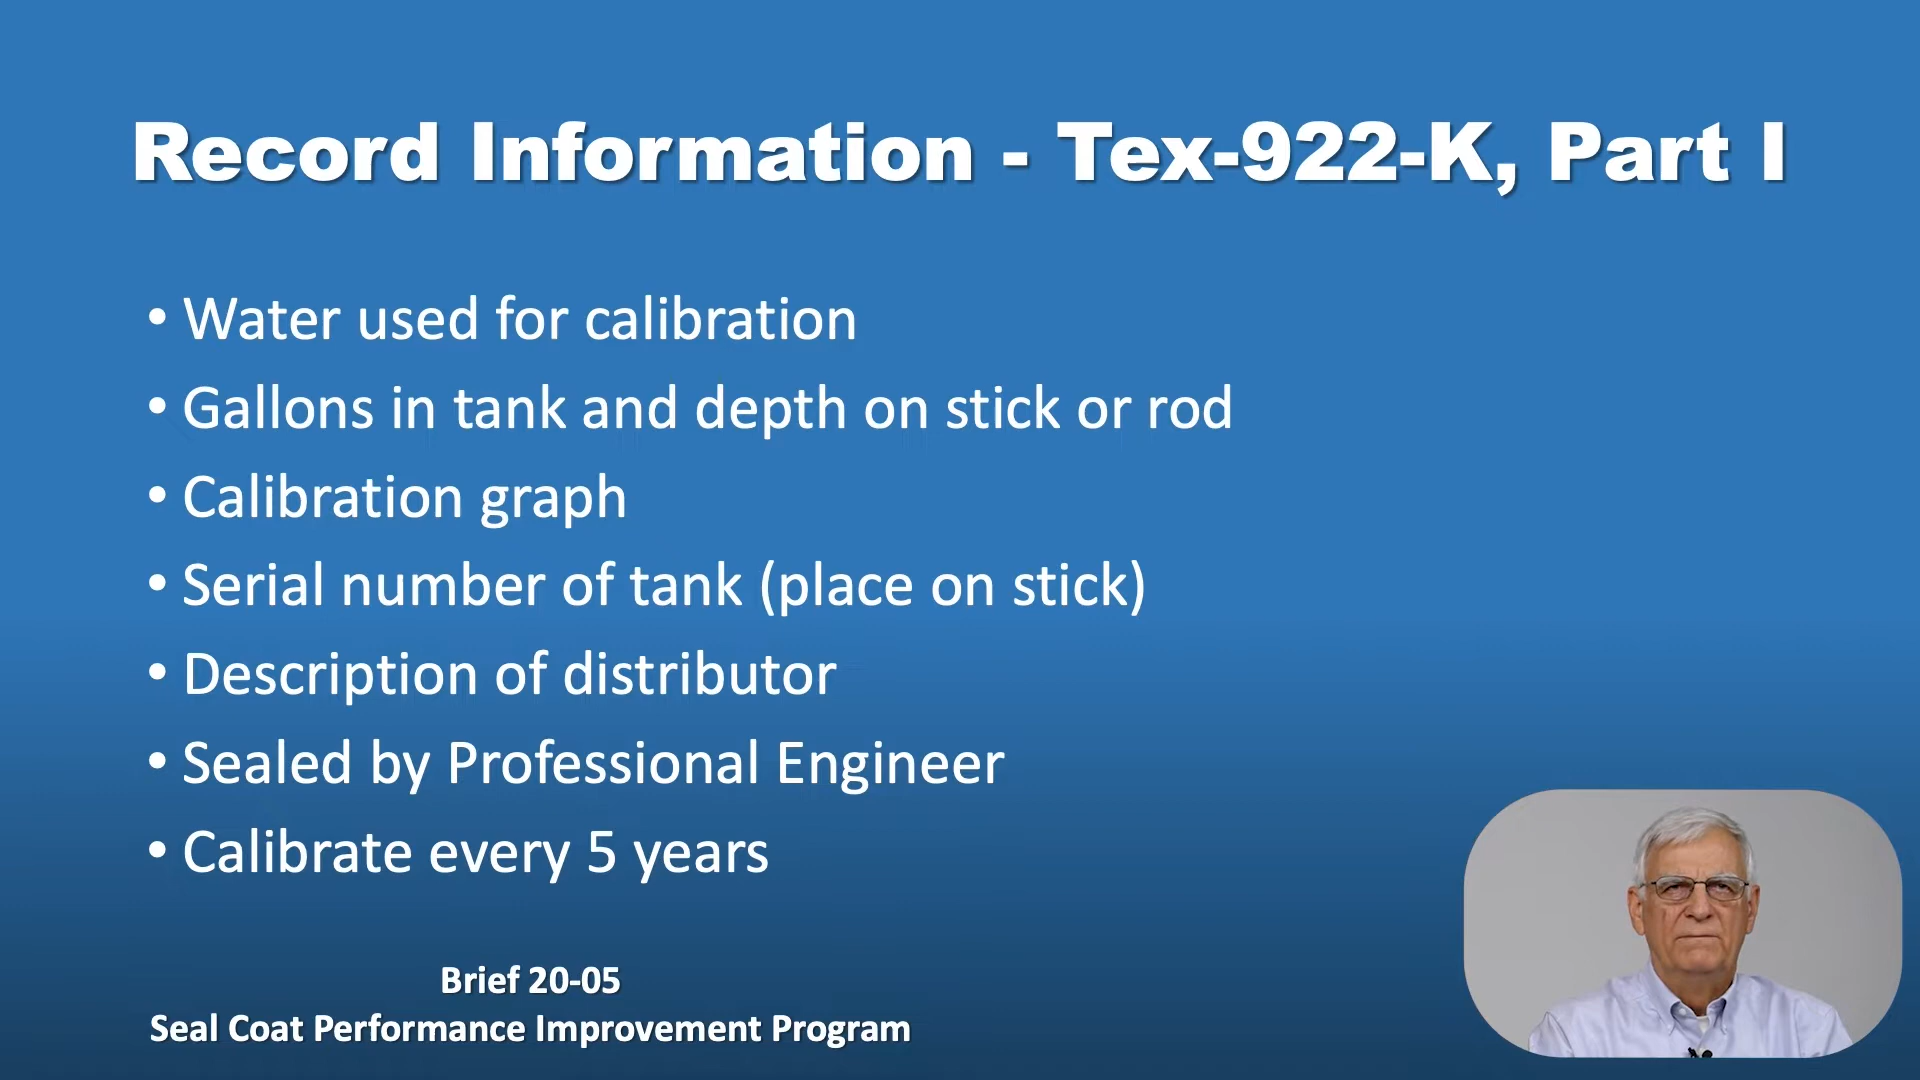 Record Information - Tex-922-K, Part I
• Water used for calibration
• Gallons in tank and depth on stick or rod
• Calibration graph
• Serial number of tank (place on stick)
• Description of distributor
• Sealed by Professional Engineer
• Calibrate every 5 years
Brief 20-05
Seal Coat Performance Improvement Program